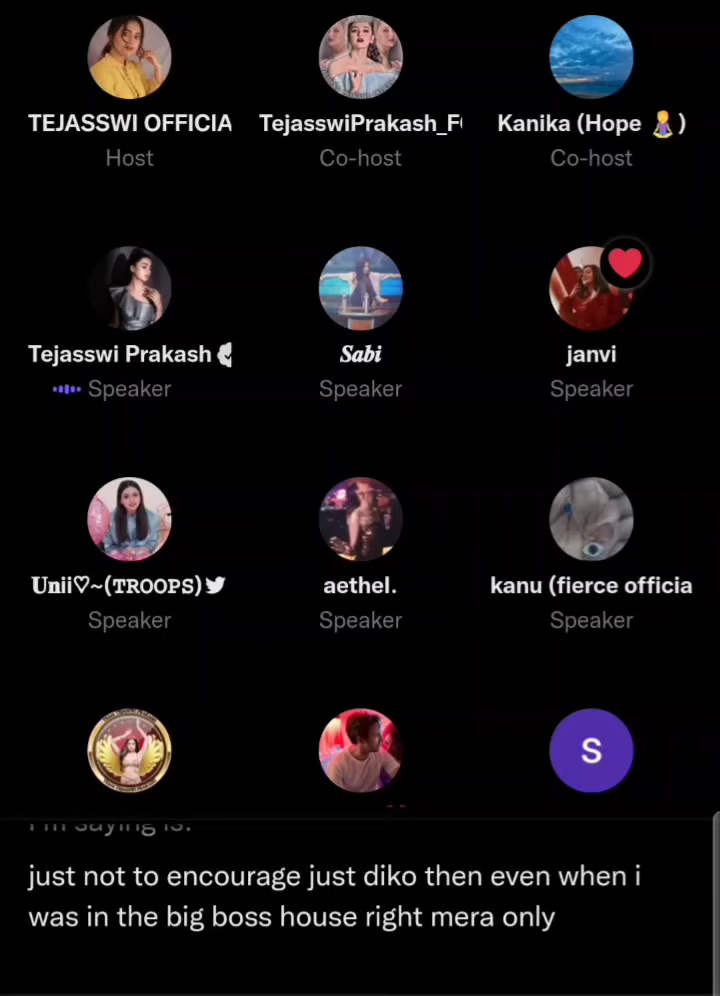 TEJASSWI OFFICIA
TejasswiPrakash_F
Kanika (Hope 🧘‍♀️)
Host
Co-host
Co-host
Tejasswi Prakash
Sabi
janvi
Speaker
Speaker
Speaker
Unii♡~(TROOPS)
aethel.
kanu (fierce officia
Speaker
Speaker
Speaker
S
I'm saying is.
just not to encourage just diko then even when i
was in the big boss house right mera only